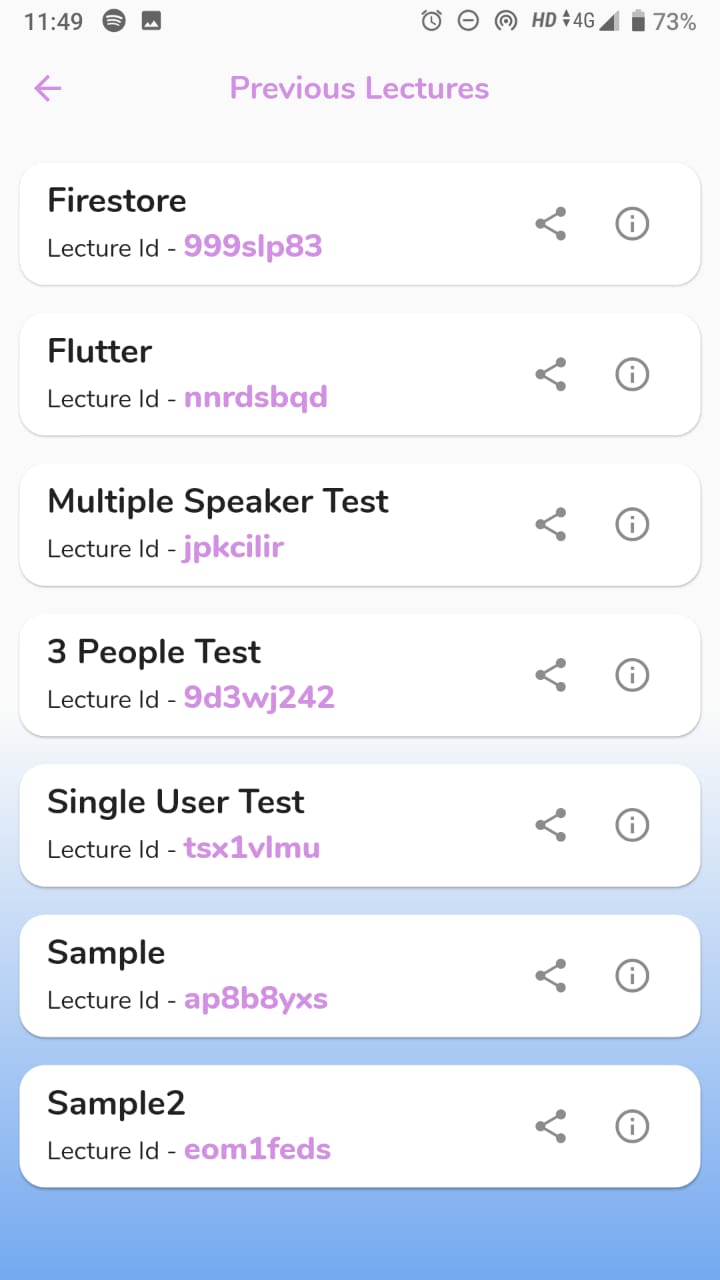 11:49 HD 4G 73%
Previous Lectures
Firestore
Lecture Id - 999slp83
Flutter
Lecture Id - nnrdsbqd
Multiple Speaker Test
Lecture Id - jpkcilir
3 People Test
Lecture Id - 9d3wj242
Single User Test
Lecture Id - tsx1vlmu
Sample
Lecture Id - ap8b8yxs
Sample2
Lecture Id - eom1feds